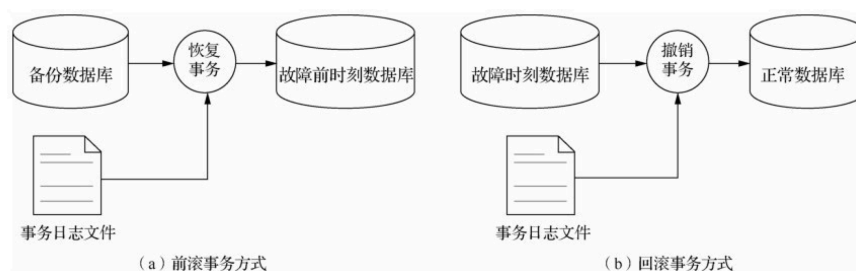 备份数据库
恢复
事务
故障前时刻数据库
事务日志文件
（a）前滚事务方式
故障时刻数据库
撤销
事务
正常数据库
事务日志文件
（b）回滚事务方式